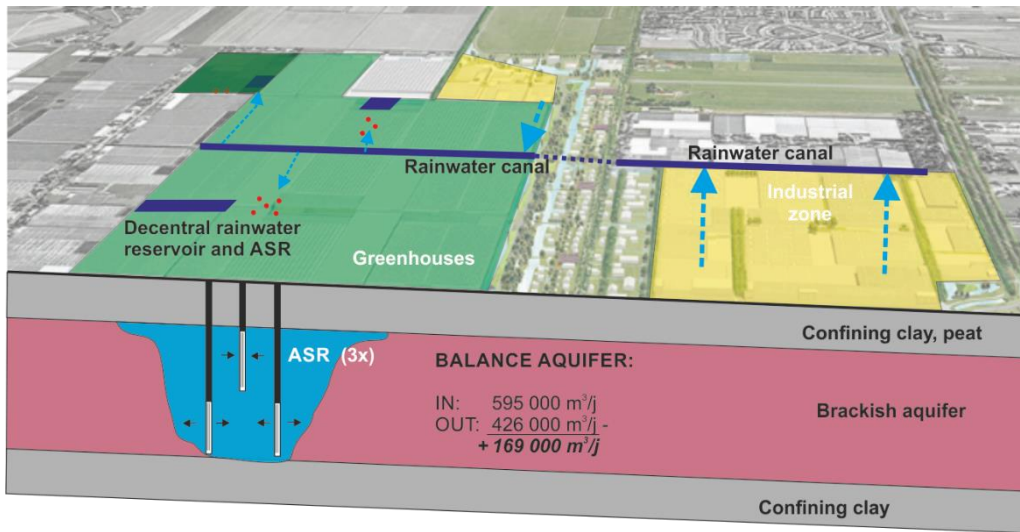 Rainwater canal
Rainwater canal
Industrial
zone
Decentral rainwater
reservoir and ASR
Greenhouses
Confining clay, peat
ASR (3x)
BALANCE AQUIFER:
IN: 595 000 m³/j
OUT: 426 000 m³/j -
+ 169 000 m³/j
Brackish aquifer
Confining clay